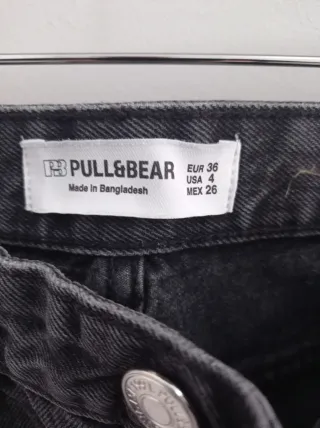 PB PULL&BEAR
Made in Bangladesh
EUR 36
USA 4
MEX 26